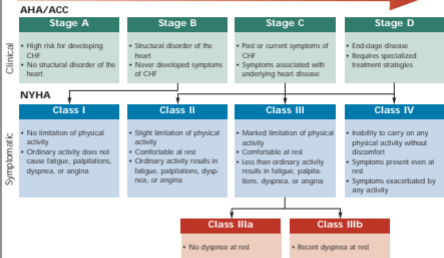 AHA/ACC
Clinical
Stage A
• High risk for developing
CHF
• No structural disorder of the
heart
Stage B
• Structural disorder of the
heart
• Never developed symptoms
of CHF
Stage C
• Past or current symptoms of
CHF
• Symptoms associated with
underlying heart disease
Stage D
• End-stage disease
• Requires specialized
treatment strategies
NYHA
Symptomatic
Class I
• No limitation of physical
activity
• Ordinary activity does not
cause fatigue, palpitations,
dyspnea, or angina
Class II
• Slight limitation of physical
activity
• Comfortable at rest
• Ordinary activity results in
fatigue, palpitations, dysp-
nea, or angina
Class III
• Marked limitation of physical
activity
• Comfortable at rest
• Less than ordinary activity
results in fatigue, palpita-
tions, dyspnea, or angina
Class IV
• Inability to carry on any
physical activity without
discomfort
• Symptoms present even at
rest
• Symptoms exacerbated by
any activity
Class IIIa
• No dyspnea at rest
Class IIIb
• Recent dyspnea at rest